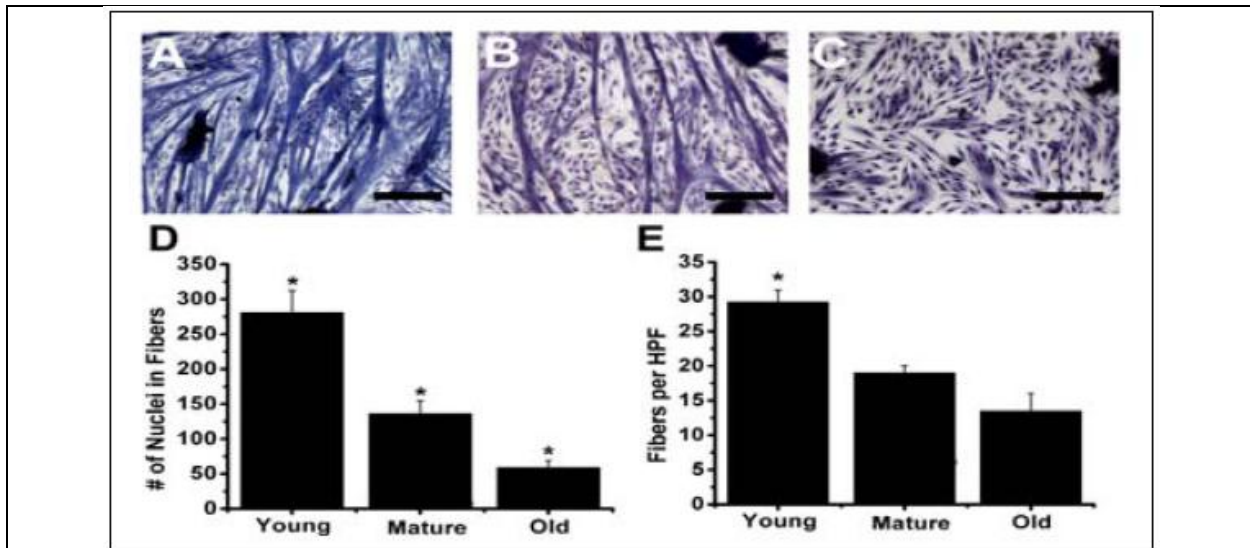 A
B
C
D
# of Nuclei in Fibers
350
300
250
200
150
100
50
0
*
*
*
Young
Mature
Old
E
Fibers per HPF
35
30
25
20
15
10
5
0
*
Young
Mature
Old